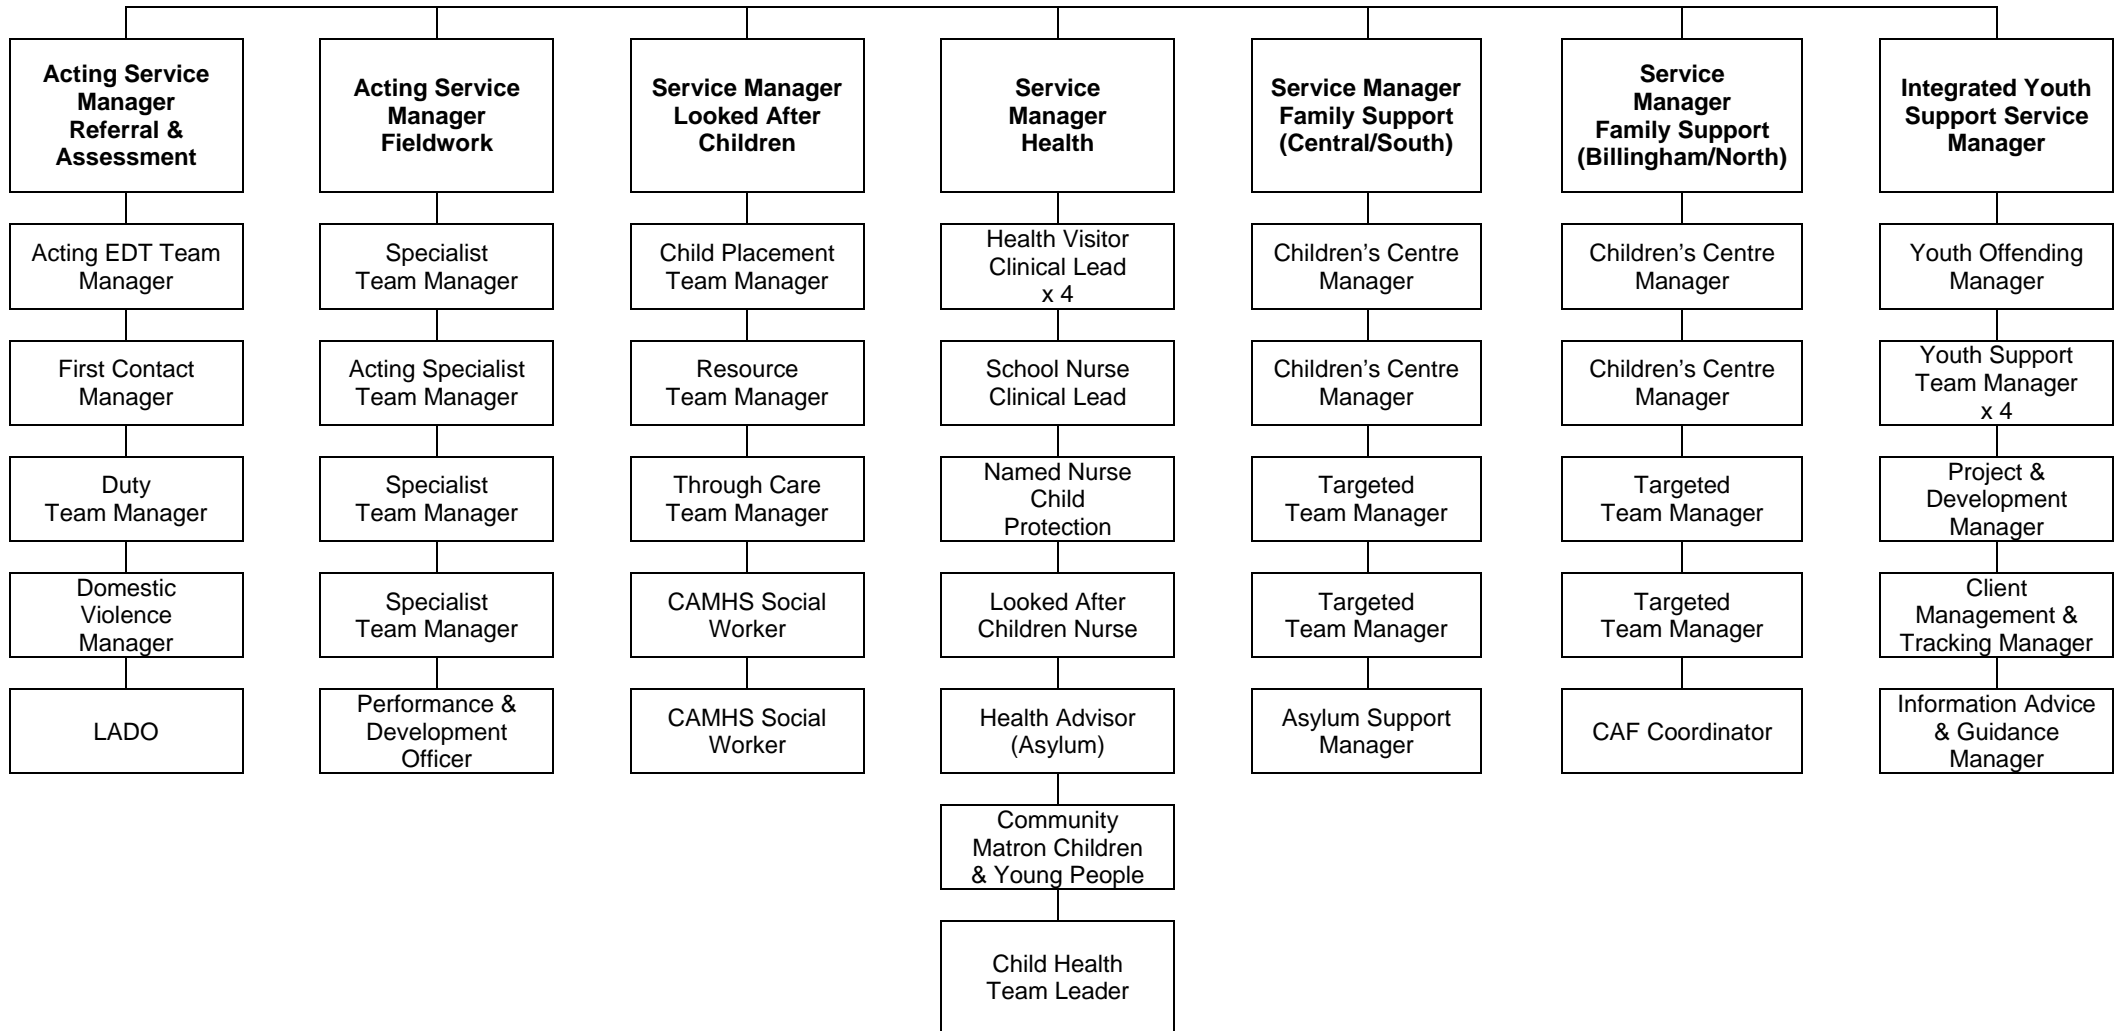 Acting Service
Manager
Referral &
Assessment
Acting Service
Manager
Fieldwork
Service Manager
Looked After
Children
Service
Manager
Health
Service Manager
Family Support
(Central/South)
Service
Manager
Family Support
(Billingham/North)
Integrated Youth
Support Service
Manager
Acting EDT Team
Manager
Specialist
Team Manager
Child Placement
Team Manager
Health Visitor
Clinical Lead
x 4
Children’s Centre
Manager
Children’s Centre
Manager
Youth Offending
Manager
First Contact
Manager
Acting Specialist
Team Manager
Resource
Team Manager
School Nurse
Clinical Lead
Children’s Centre
Manager
Children’s Centre
Manager
Youth Support
Team Manager
x 4
Duty
Team Manager
Specialist
Team Manager
Through Care
Team Manager
Named Nurse
Child
Protection
Targeted
Team Manager
Targeted
Team Manager
Project &
Development
Manager
Domestic
Violence
Manager
Specialist
Team Manager
CAMHS Social
Worker
Looked After
Children Nurse
Targeted
Team Manager
Targeted
Team Manager
Client
Management &
Tracking Manager
LADO
Performance &
Development
Officer
CAMHS Social
Worker
Health Advisor
(Asylum)
Asylum Support
Manager
CAF Coordinator
Information Advice
& Guidance
Manager
Community
Matron Children
& Young People
Child Health
Team Leader